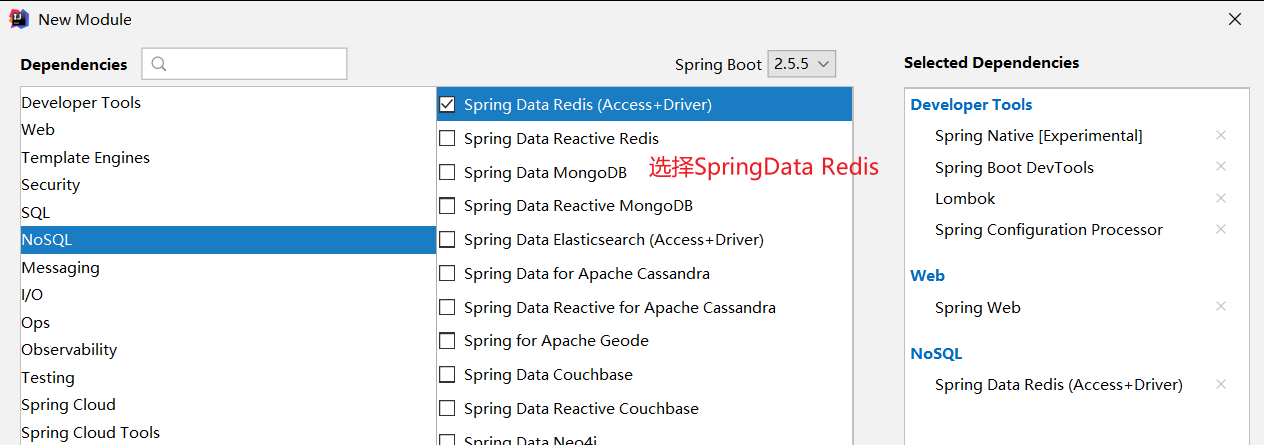 New Module
Dependencies
Spring Boot 2.5.5
Selected Dependencies
Developer Tools
Web
Template Engines
Security
SQL
NoSQL
Messaging
I/O
Ops
Observability
Testing
Spring Cloud
Spring Cloud Tools
Spring Data Redis (Access+Driver)
Spring Data Reactive Redis
Spring Data MongoDB
选择SpringData Redis
Spring Data Reactive MongoDB
Spring Data Elasticsearch (Access+Driver)
Spring Data for Apache Cassandra
Spring Data Reactive for Apache Cassandra
Spring for Apache Geode
Spring Data Couchbase
Spring Data Reactive Couchbase
Spring Data Neo4j
Developer Tools
Spring Native [Experimental]
Spring Boot DevTools
Lombok
Spring Configuration Processor
Web
Spring Web
NoSQL
Spring Data Redis (Access+Driver)